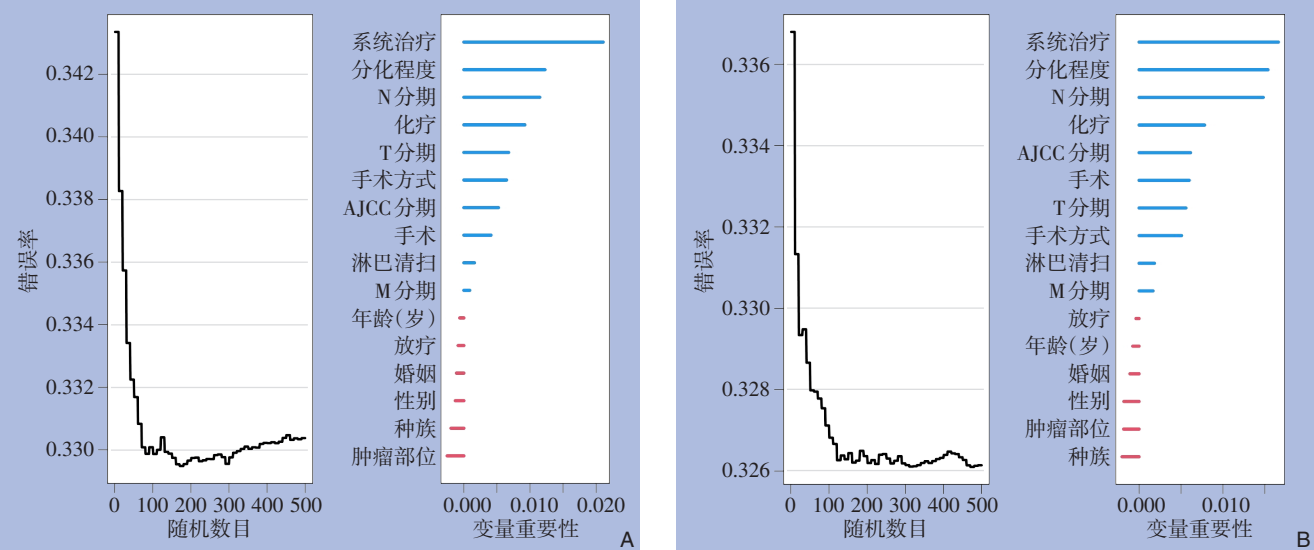 0.342
0.340
0.338
0.336
0.334
0.332
0.330
错误率
0 100 200 300 400 500
随机数目
系统治疗
分化程度
N分期
化疗
T分期
手术方式
AJCC分期
手术
淋巴清扫
M分期
年龄(岁)
放疗
婚姻
性别
种族
肿瘤部位
0.000 0.010 0.020
变量重要性
A
0.336
0.334
0.332
0.330
0.328
0.326
错误率
0 100 200 300 400 500
随机数目
系统治疗
分化程度
N分期
化疗
AJCC分期
手术
T分期
手术方式
淋巴清扫
M分期
放疗
年龄(岁)
婚姻
性别
肿瘤部位
种族
0.000 0.010
变量重要性
B